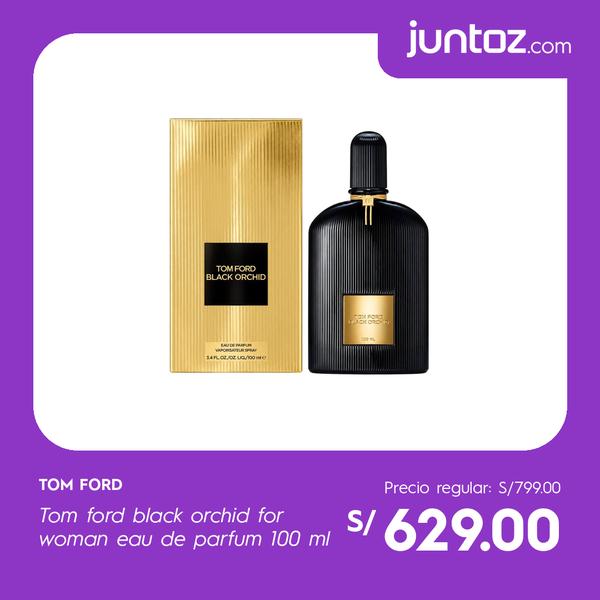 juntoz.com
TOM FORD
BLACK ORCHID
EAU DE PARFUM
VAPORISATEUR SPRAY
3.4 FL.OZ./OZ. LIQ./100 ml ℮
TOM FORD
BLACK ORCHID
100 ML
TOM FORD
Tom ford black orchid for
woman eau de parfum 100 ml
Precio regular: S/799.00
S/ 629.00